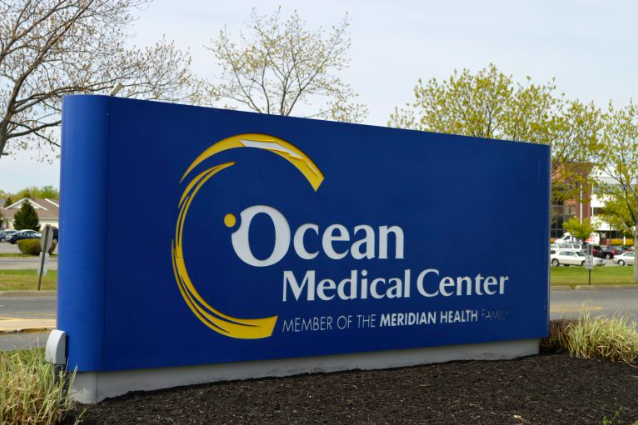 Ocean
Medical Center
MEMBER OF THE MERIDIAN HEALTH FAMILY